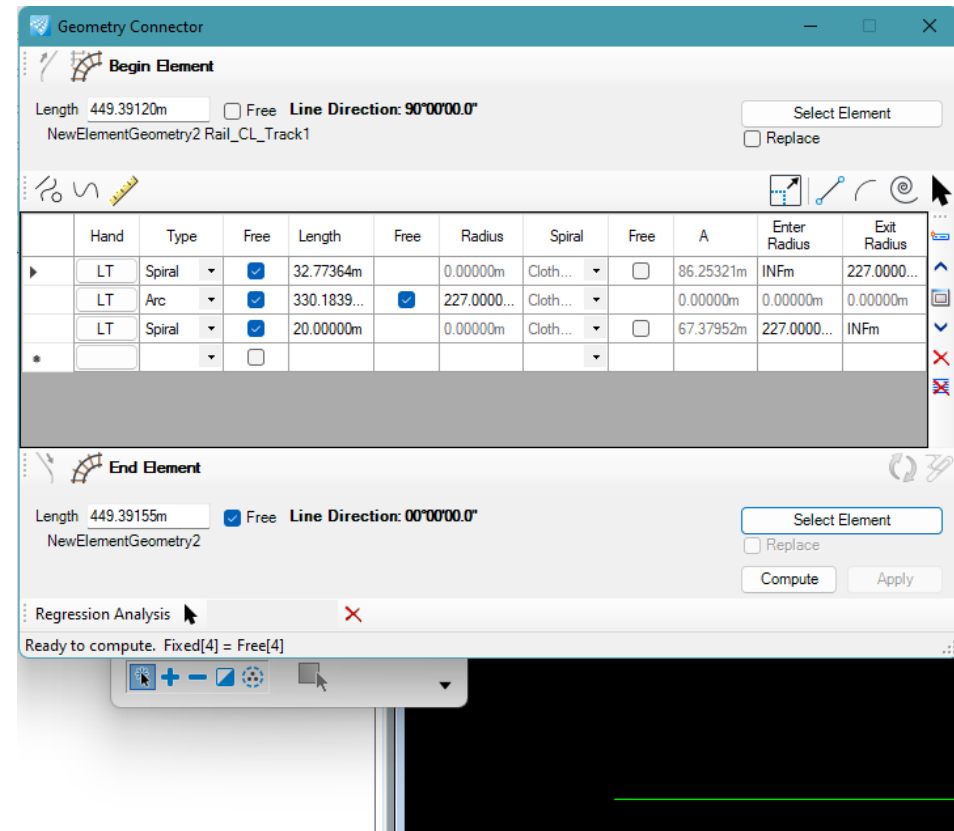 Geometry Connector
Begin Element
Length 449.39120m Free Line Direction: 90°00'00.0" Select Element
NewElementGeometry2 Rail_CL_Track1 Replace
Hand Type Free Length Free Radius Spiral Free A Enter Radius Exit Radius
LT Spiral 32.77364m 0.00000m Cloth... 86.25321m INFm 227.0000...
LT Arc 330.1839... 227.0000... Cloth... 0.00000m 0.00000m 0.00000m
LT Spiral 20.00000m 0.00000m Cloth... 67.37952m 227.0000... INFm
End Element
Length 449.39155m Free Line Direction: 00°00'00.0" Select Element
NewElementGeometry2 Replace
Compute Apply
Regression Analysis
Ready to compute. Fixed[4] = Free[4]